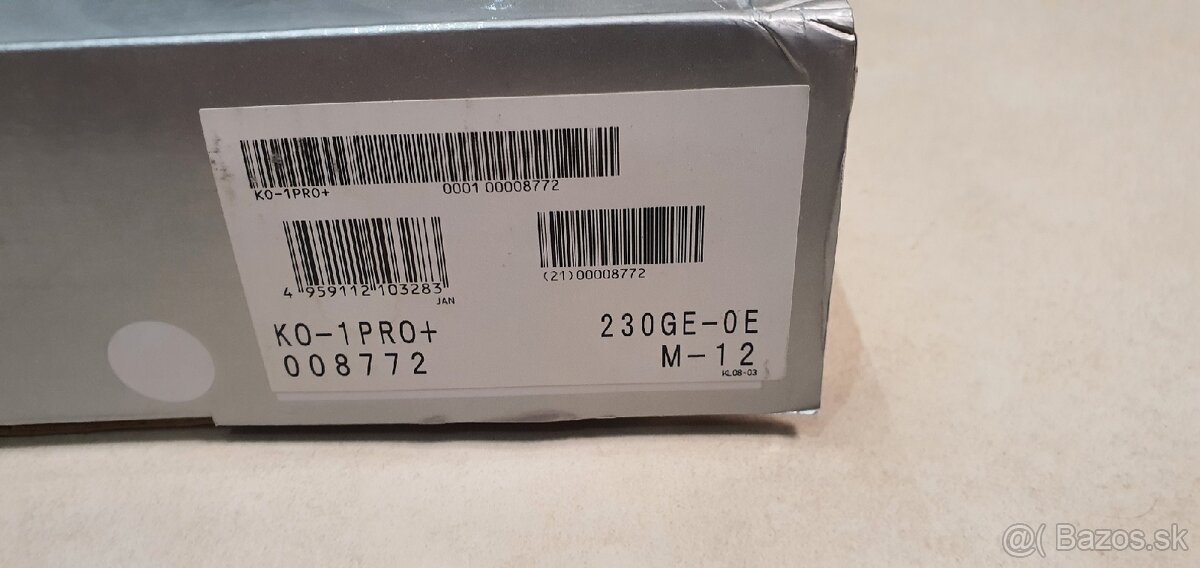 KO-1PRO+ 0001 00008772
4 959112 103283 (21)00008772
JAN
KO-1PRO+ 230GE-0E
008772 M-12
KL08-03
@( Bazos.sk